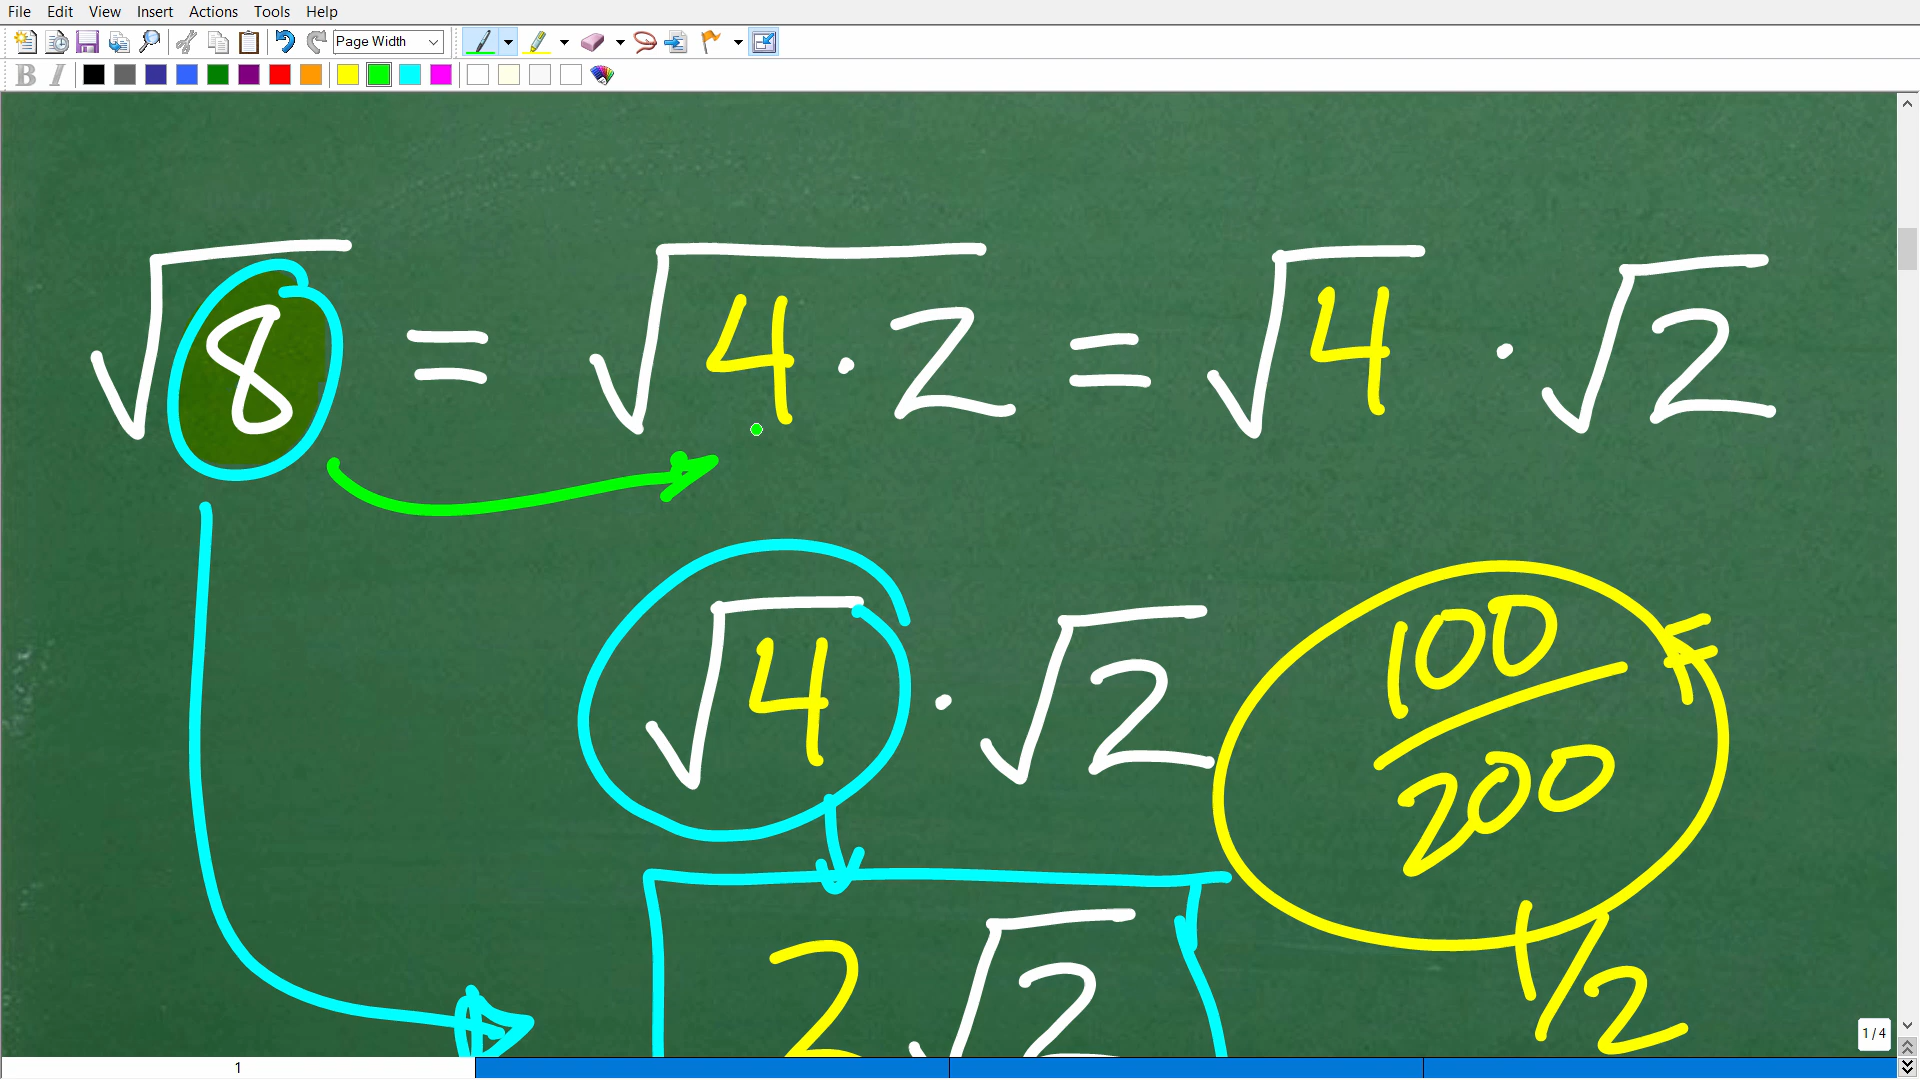 File Edit View Insert Actions Tools Help
Page Width
B I
√8 = √4·2 = √4 · √2
√4 · √2
100/200
2√2
1/2
1/4
1